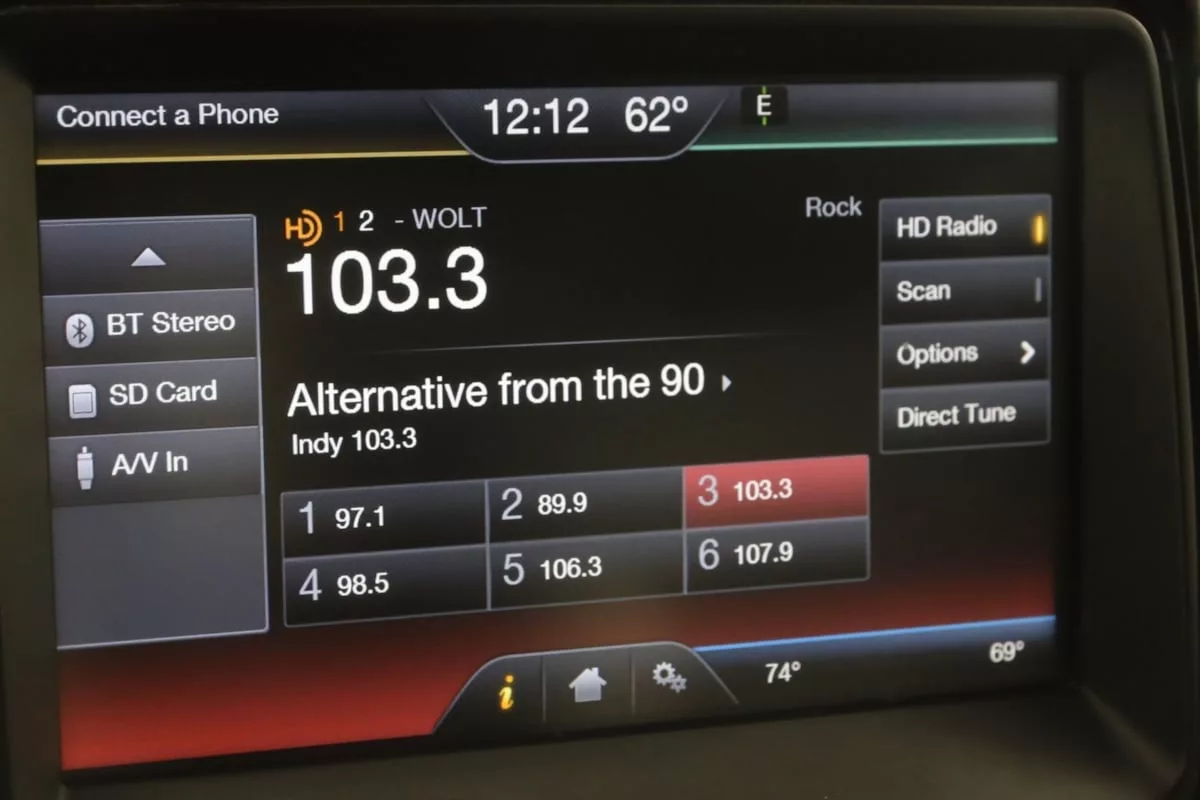 Connect a Phone
12:12 62° E
HD 1 2 - WOLT
Rock
103.3
Alternative from the 90
Indy 103.3
BT Stereo
SD Card
A/V In
HD Radio
Scan
Options
Direct Tune
1 97.1 2 89.9 3 103.3
4 98.5 5 106.3 6 107.9
i
74° 69°